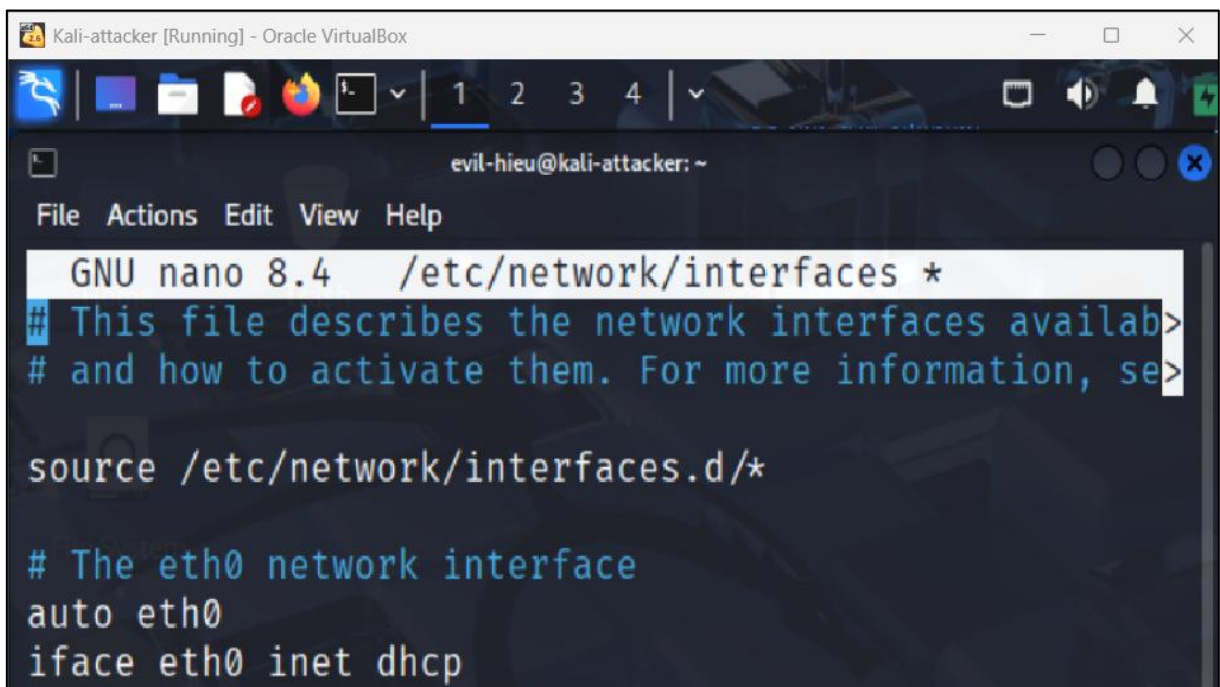 Kali-attacker [Running] - Oracle VirtualBox
1 2 3 4
evil-hieu@kali-attacker: ~
File Actions Edit View Help
GNU nano 8.4 /etc/network/interfaces *
# This file describes the network interfaces availab>
# and how to activate them. For more information, se>
source /etc/network/interfaces.d/*
# The eth0 network interface
auto eth0
iface eth0 inet dhcp